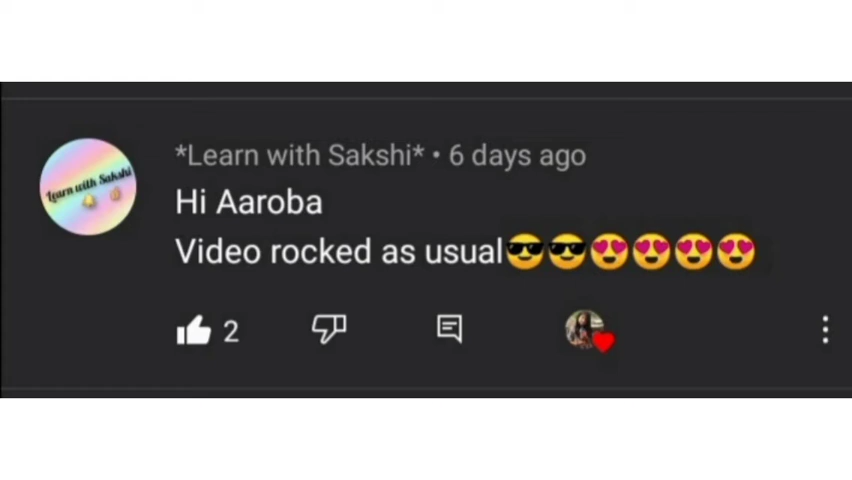 *Learn with Sakshi* • 6 days ago
Learn with Sakshi
Hi Aaroba
Video rocked as usual😎😎😍😍😍😍
2